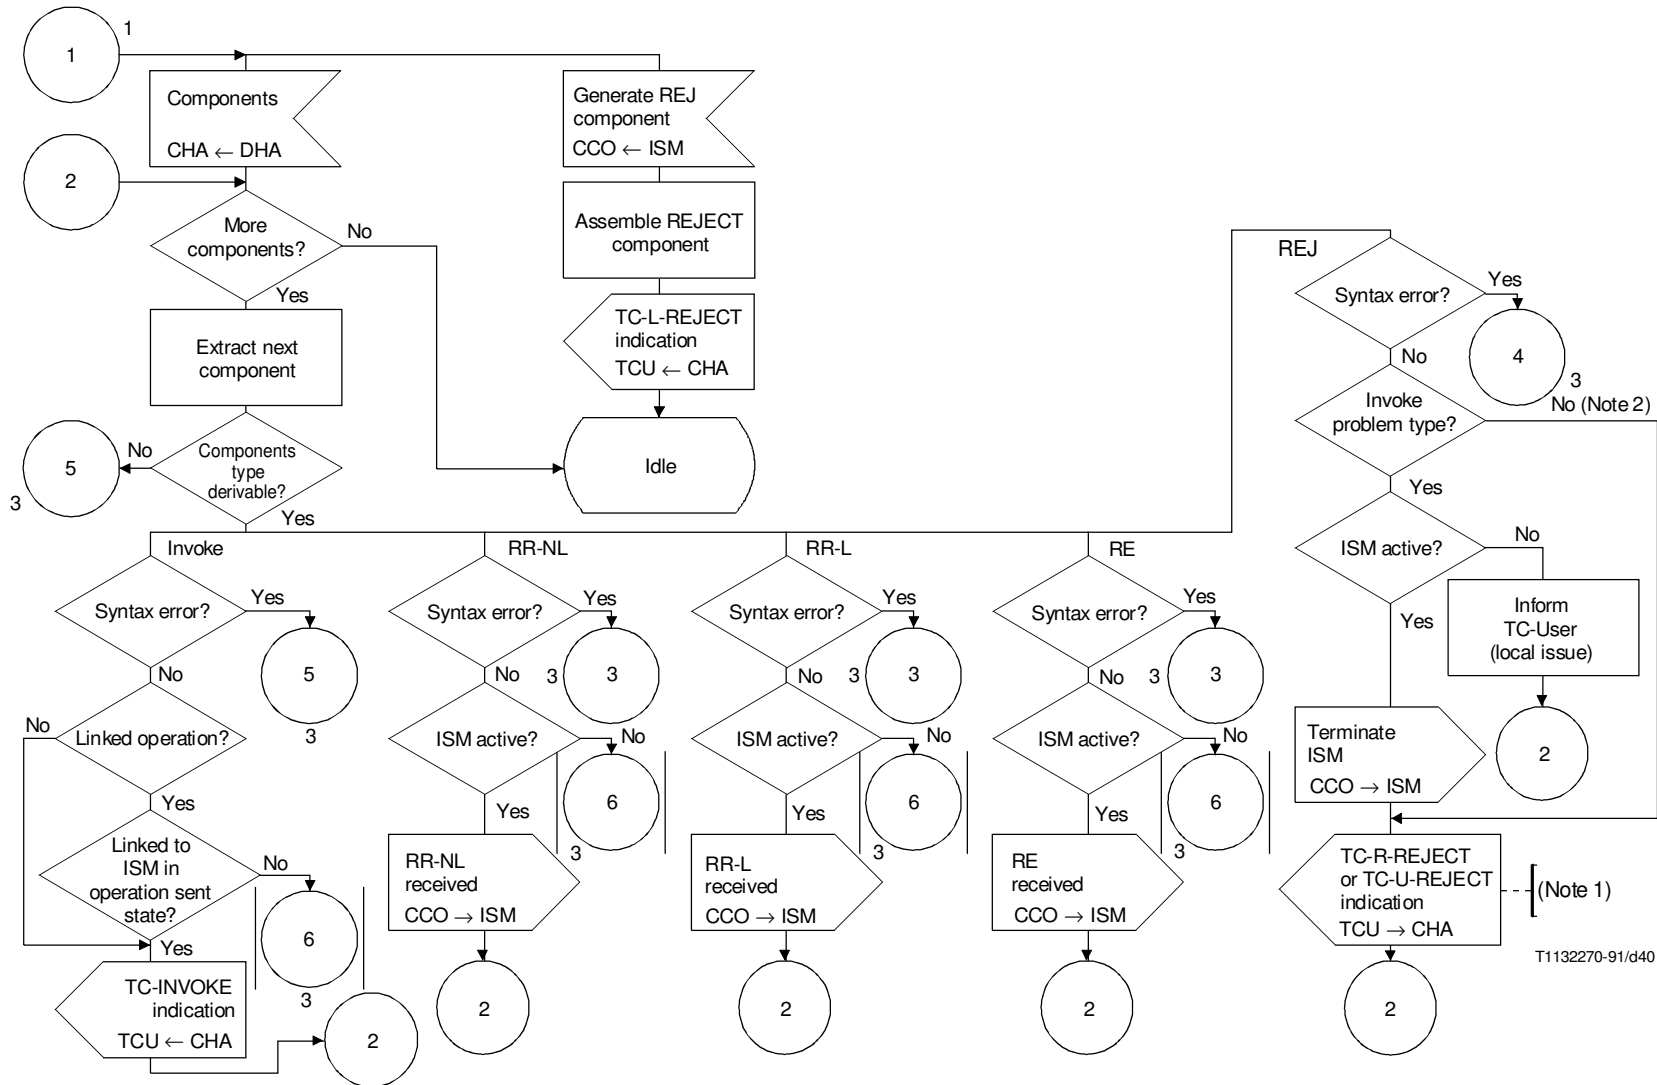 1
1
Components
CHA ← DHA
Generate REJ
component
CCO ← ISM
2
More
components?
No
Yes
Assemble REJECT
component
Extract next
component
TC-L-REJECT
indication
TCU ← CHA
No
5
3
Components
type
derivable?
Yes
Idle
REJ
Syntax error?
Yes
4
3
No
Invoke
problem type?
No (Note 2)
Yes
ISM active?
No
Inform
TC-User
(local issue)
2
Yes
Terminate
ISM
CCO → ISM
TC-R-REJECT
or TC-U-REJECT
indication
TCU → CHA
(Note 1)
2
Invoke
Syntax error?
Yes
5
3
No
No
Linked operation?
Yes
Linked to
ISM in
operation sent
state?
No
6
3
Yes
TC-INVOKE
indication
TCU ← CHA
2
RR-NL
Syntax error?
Yes
3
3
No
ISM active?
No
6
3
Yes
RR-NL
received
CCO → ISM
2
RR-L
Syntax error?
Yes
3
3
No
ISM active?
No
6
3
Yes
RR-L
received
CCO → ISM
2
RE
Syntax error?
Yes
3
3
No
ISM active?
No
6
3
Yes
RE
received
CCO → ISM
2
T1132270-91/d40